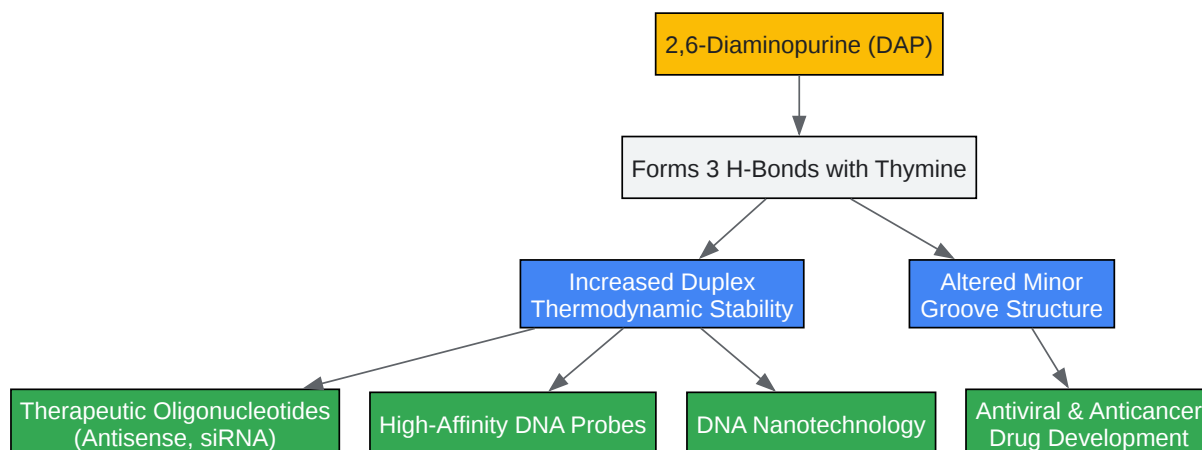 2,6-Diaminopurine (DAP)
Forms 3 H-Bonds with Thymine
Increased Duplex
Thermodynamic Stability
Altered Minor
Groove Structure
Therapeutic Oligonucleotides
(Antisense, siRNA)
High-Affinity DNA Probes
DNA Nanotechnology
Antiviral & Anticancer
Drug Development